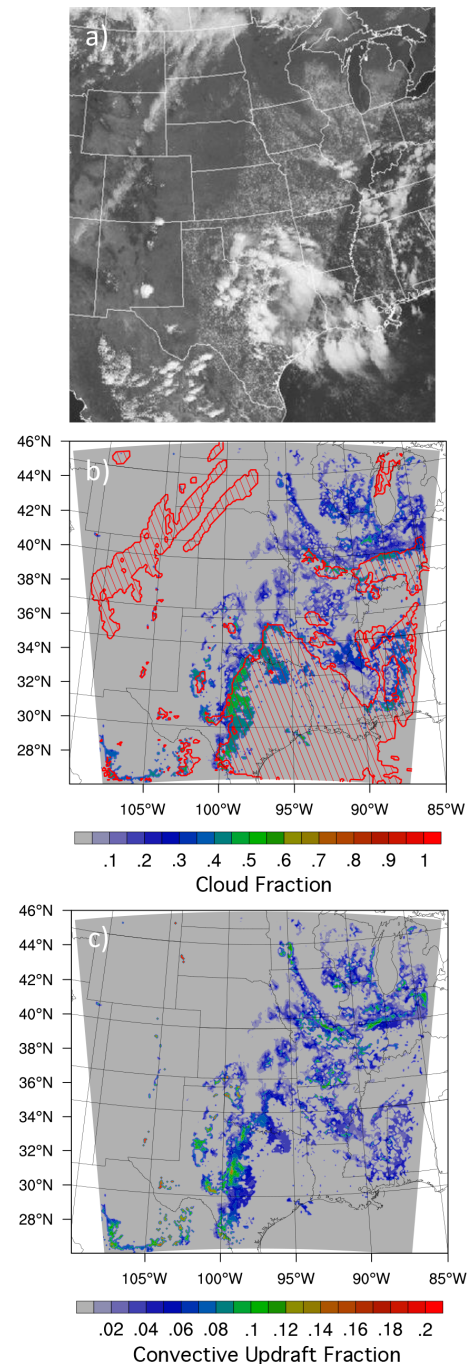 a)
46°N
44°N
42°N
40°N
38°N
36°N
34°N
32°N
30°N
28°N
b)
105°W 100°W 95°W 90°W 85°W
.1 .2 .3 .4 .5 .6 .7 .8 .9 1
Cloud Fraction
46°N
44°N
42°N
40°N
38°N
36°N
34°N
32°N
30°N
28°N
c)
105°W 100°W 95°W 90°W 85°W
.02 .04 .06 .08 .1 .12 .14 .16 .18 .2
Convective Updraft Fraction